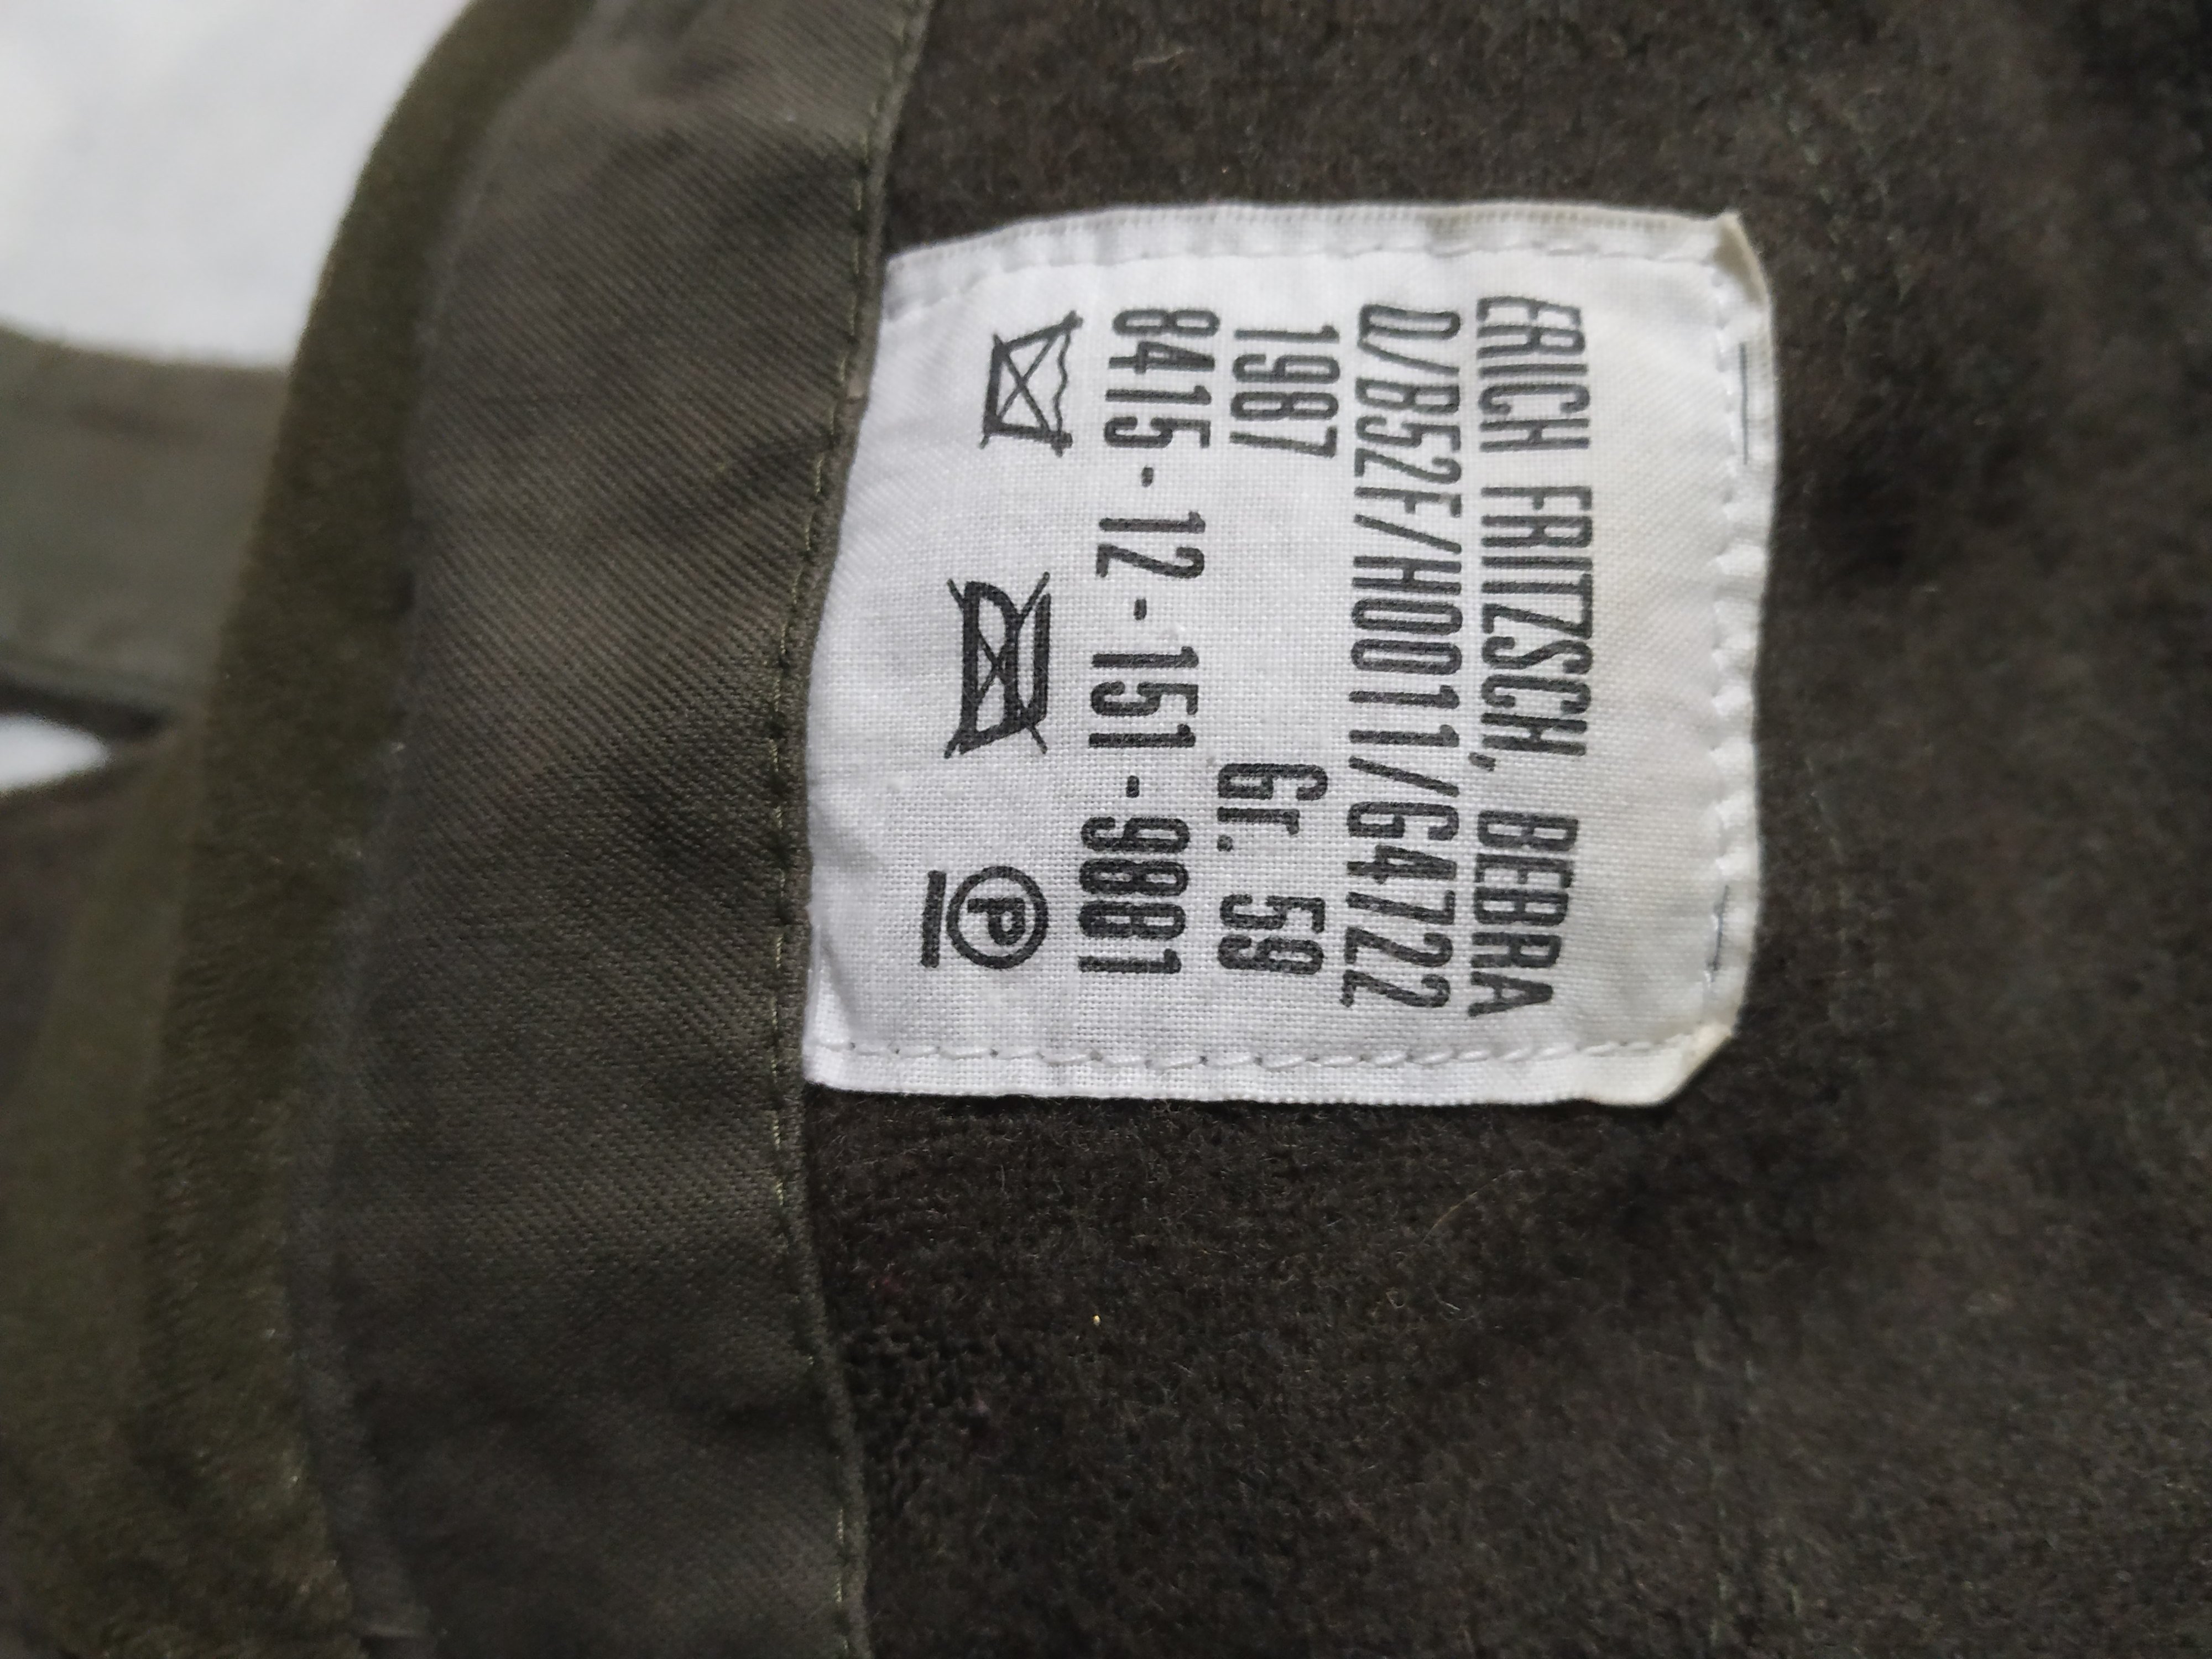 ERICH FRITZSCH, BEBRA
D/B52F/H0011/G4722
1987 Gr. 59
8415-12-151-9881
P